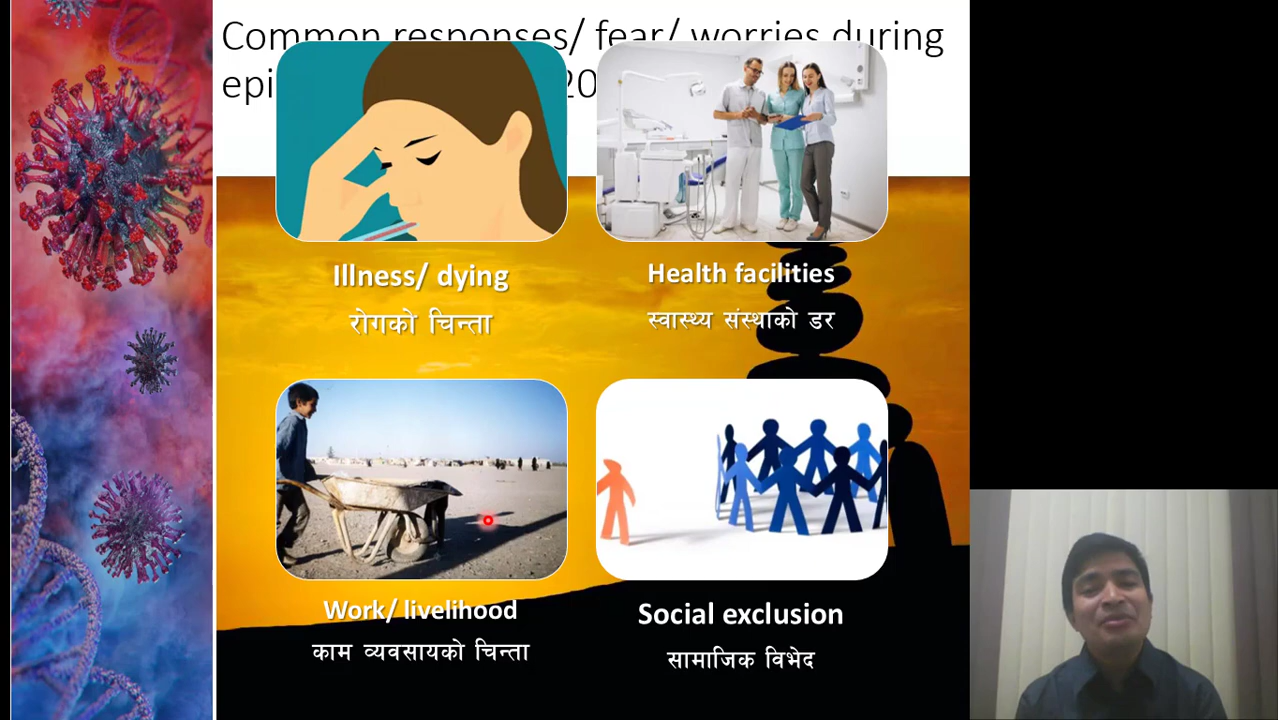 Common responses/ fear/ worries during
epi 20
Illness/ dying
रोगको चिन्ता
Health facilities
स्वास्थ्य संस्थाको डर
Work/ livelihood
काम व्यवसायको चिन्ता
Social exclusion
सामाजिक विभेद